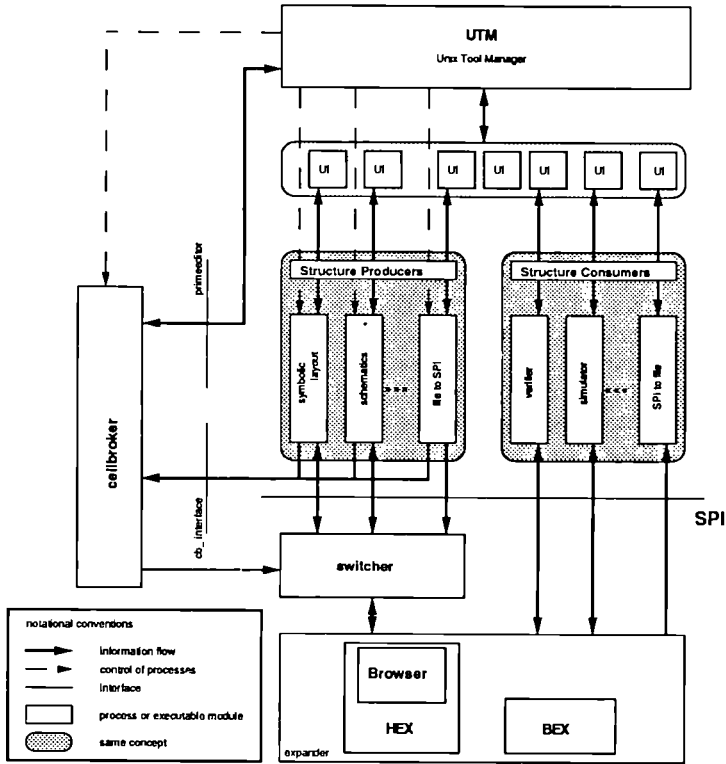 UTM
Unix Tool Manager
UI
UI
UI
UI
UI
UI
UI
primeeditor
Structure Producers
Structure Consumers
symbolic
layout
schematics
file to SPI
verifier
simulator
SPI to file
cellbroker
cb_interface
SPI
switcher
notational conventions
information flow
control of processes
interface
process or executable module
same concept
Browser
HEX
BEX
expander